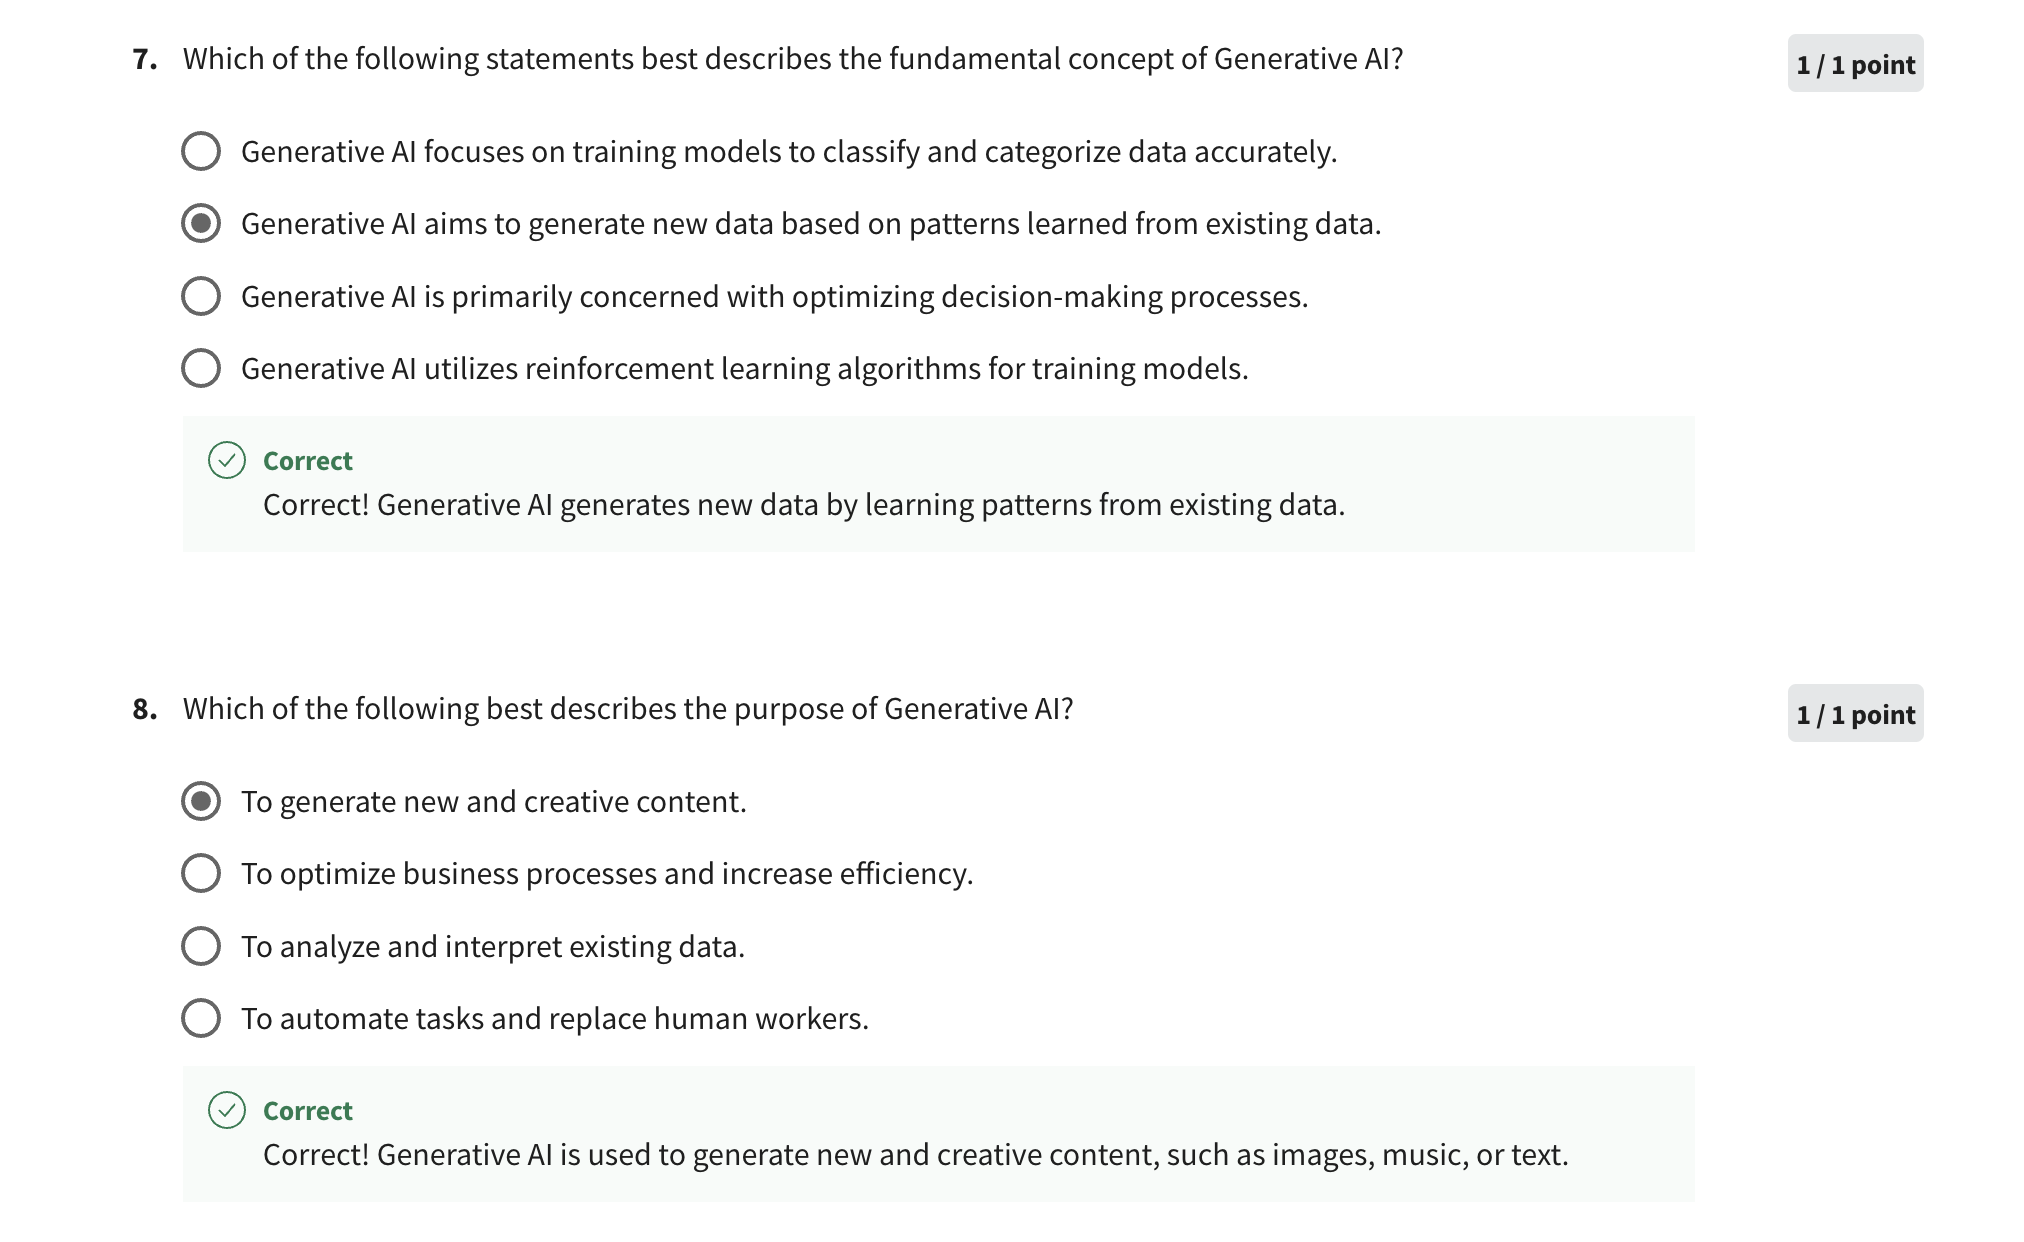 7. Which of the following statements best describes the fundamental concept of Generative AI?
1 / 1 point
Generative AI focuses on training models to classify and categorize data accurately.
Generative AI aims to generate new data based on patterns learned from existing data.
Generative AI is primarily concerned with optimizing decision-making processes.
Generative AI utilizes reinforcement learning algorithms for training models.
Correct
Correct! Generative AI generates new data by learning patterns from existing data.
8. Which of the following best describes the purpose of Generative AI?
1 / 1 point
To generate new and creative content.
To optimize business processes and increase efficiency.
To analyze and interpret existing data.
To automate tasks and replace human workers.
Correct
Correct! Generative AI is used to generate new and creative content, such as images, music, or text.